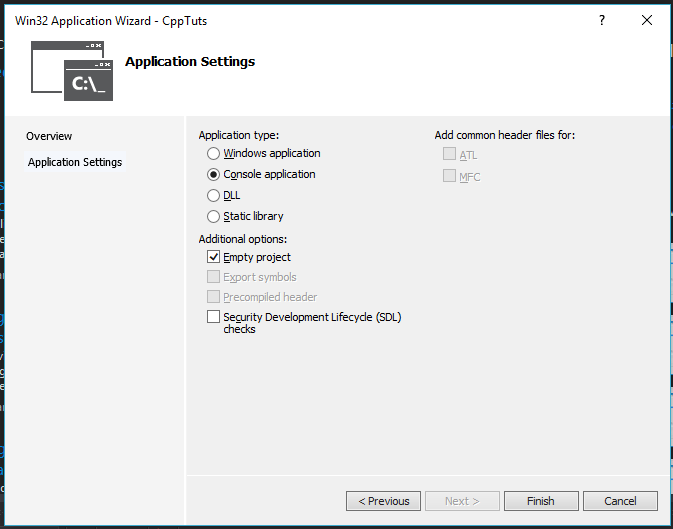 Win32 Application Wizard - CppTuts
?
C:\_
Application Settings
Overview
Application Settings
Application type:
Windows application
Console application
DLL
Static library
Additional options:
Empty project
Export symbols
Precompiled header
Security Development Lifecycle (SDL)
checks
Add common header files for:
ATL
MFC
< Previous
Next >
Finish
Cancel